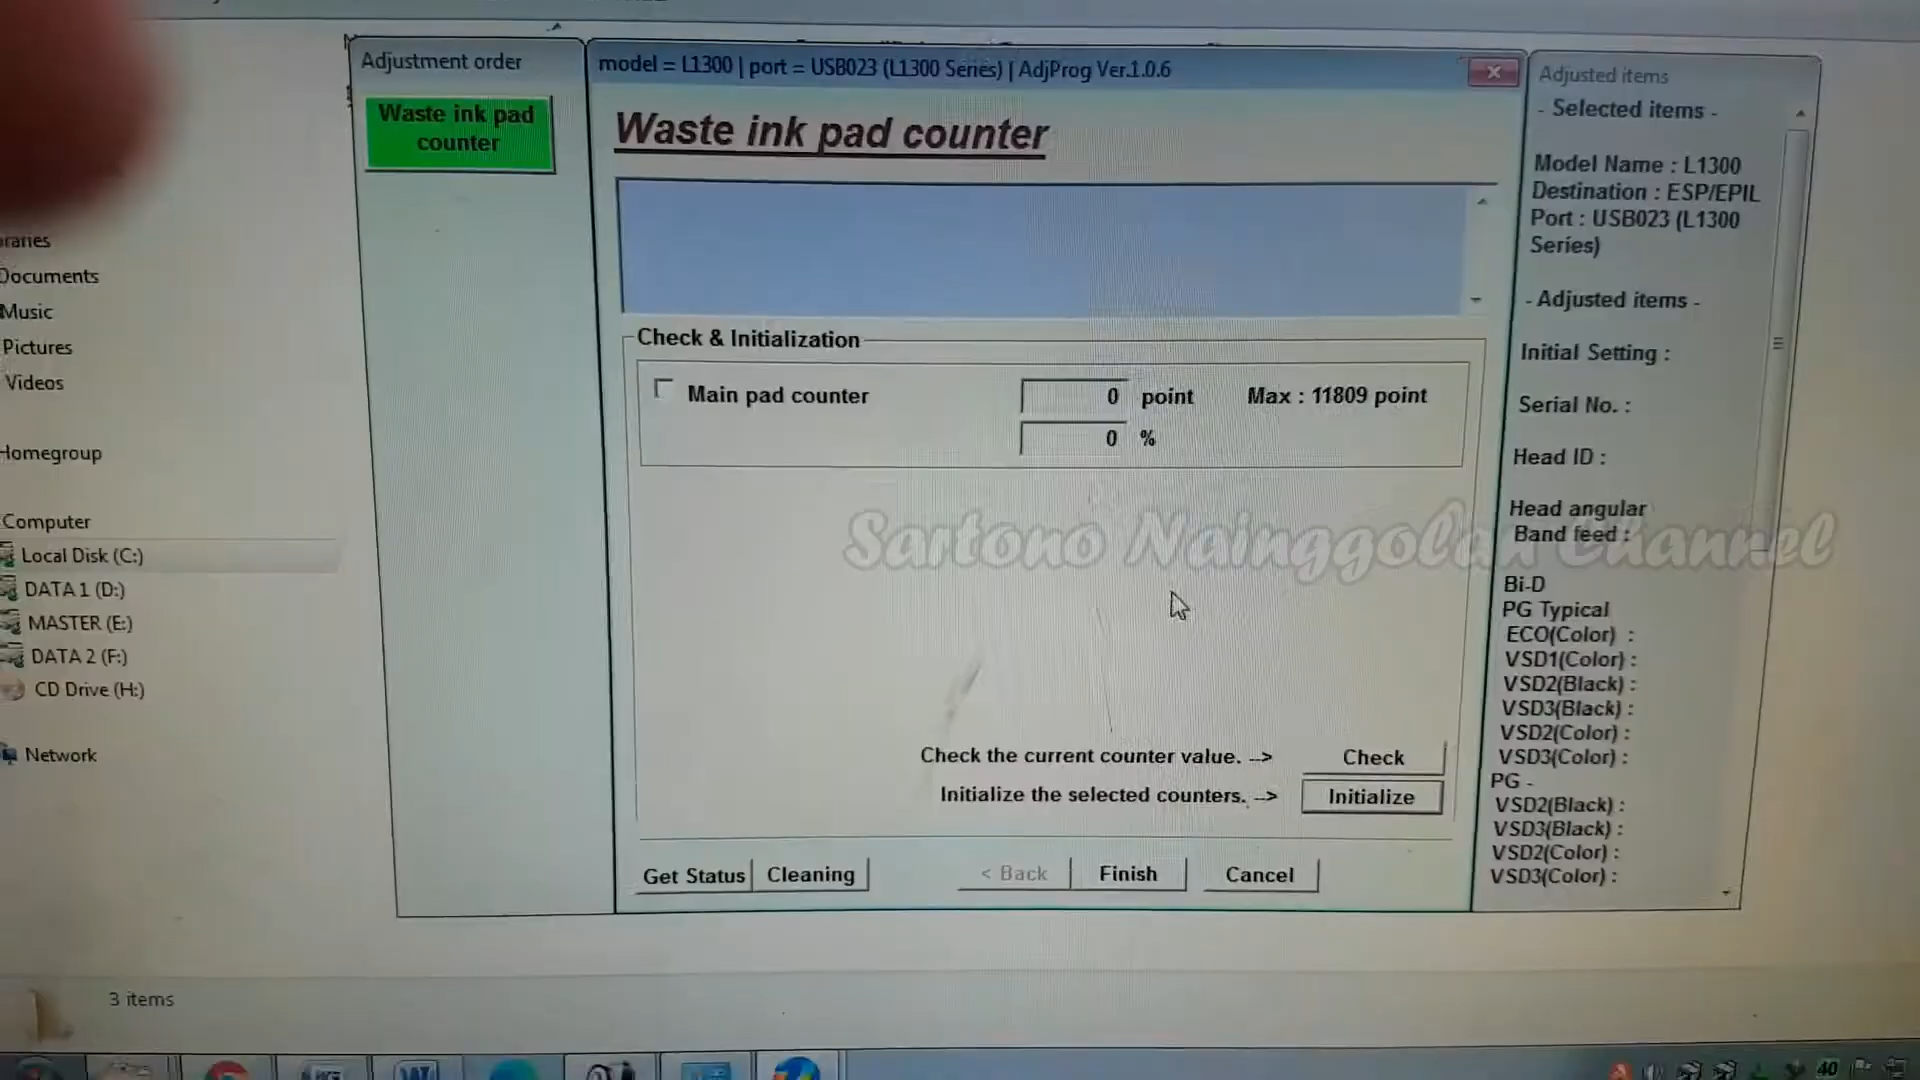 Adjustment order
Waste ink pad
counter
model = L1300 | port = USB023 (L1300 Series) | AdjProg Ver.1.0.6
Waste ink pad counter
Check & Initialization
Main pad counter
0 point
Max : 11809 point
0 %
Check the current counter value. -->
Check
Initialize the selected counters. -->
Initialize
Get Status
Cleaning
< Back
Finish
Cancel
Adjusted items
- Selected items -
Model Name : L1300
Destination : ESP/EPIL
Port : USB023 (L1300
Series)
- Adjusted items -
Initial Setting :
Serial No. :
Head ID :
Head angular
Band feed :
Bi-D
PG Typical
ECO(Color) :
VSD1(Color) :
VSD2(Black) :
VSD3(Black) :
VSD2(Color) :
VSD3(Color) :
PG -
VSD2(Black) :
VSD3(Black) :
VSD2(Color) :
VSD3(Color) :
Documents
Music
Pictures
Videos
Homegroup
Computer
Local Disk (C:)
DATA 1 (D:)
MASTER (E:)
DATA 2 (F:)
CD Drive (H:)
Network
3 items
40
Sartono Nainggolan Channel